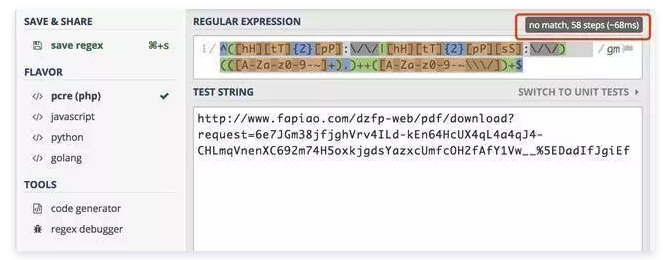 SAVE & SHARE
save regex
⌘+s
FLAVOR
</> pcre (php)
</> javascript
</> python
</> golang
TOOLS
code generator
regex debugger
REGULAR EXPRESSION
no match, 58 steps (~68ms)
/ ^([hH][tT]{2}[pP]:\/\/|[hH][tT]{2}[pP][sS]:\/\/) / gm
(([A-Za-z0-9-~]+).)++([A-Za-z0-9-~\\\/])+$
TEST STRING
SWITCH TO UNIT TESTS
http://www.fapiao.com/dzfp-web/pdf/download?
request=6e7JGm38jfjghVrv4ILd-kEn64HcUX4qL4a4qJ4-
CHLmqVnenXC692m74H5oxkjgdsYazxcUmfcOH2fAfY1Vw__%5EDadIfJgiEf